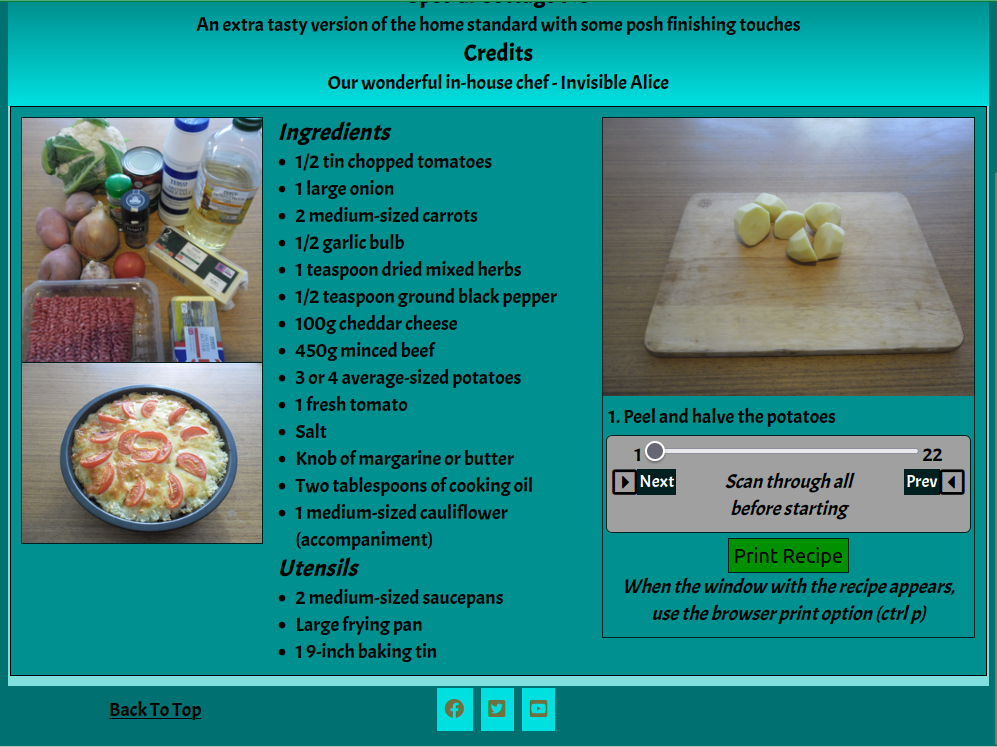 An extra tasty version of the home standard with some posh finishing touches
Credits
Our wonderful in-house chef - Invisible Alice
Ingredients
1/2 tin chopped tomatoes
1 large onion
2 medium-sized carrots
1/2 garlic bulb
1 teaspoon dried mixed herbs
1/2 teaspoon ground black pepper
100g cheddar cheese
450g minced beef
3 or 4 average-sized potatoes
1 fresh tomato
Salt
Knob of margarine or butter
Two tablespoons of cooking oil
1 medium-sized cauliflower
(accompaniment)
Utensils
2 medium-sized saucepans
Large frying pan
1 9-inch baking tin
1. Peel and halve the potatoes
1 22
Next Scan through all Prev
before starting
Print Recipe
When the window with the recipe appears,
use the browser print option (ctrl p)
Back To Top